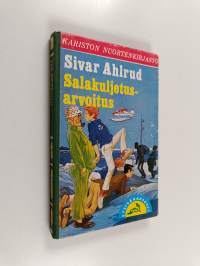 KARISTON NUORTENKIRJASTO
Sivar Ahlrud
Salakuljetus-
arvoitus